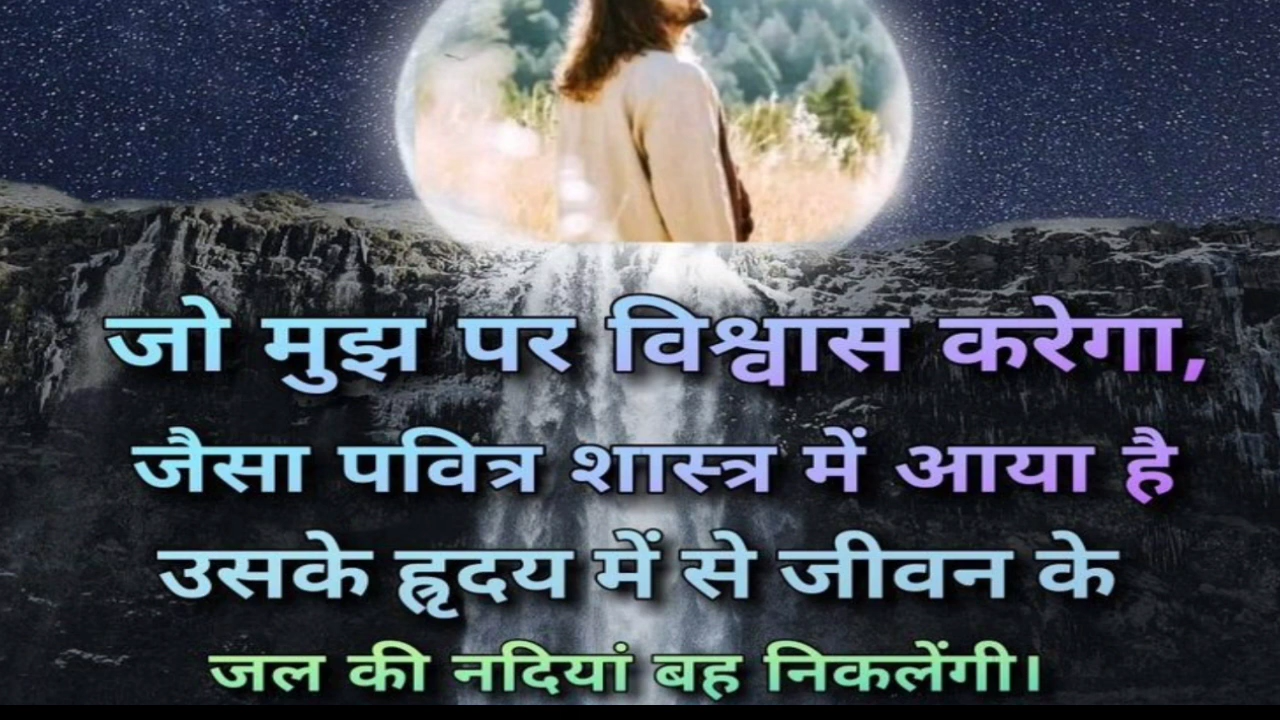 जो मुझ पर विश्वास करेगा,
जैसा पवित्र शास्त्र में आया है
उसके हृदय में से जीवन के
जल की नदियां बह निकलेंगी।